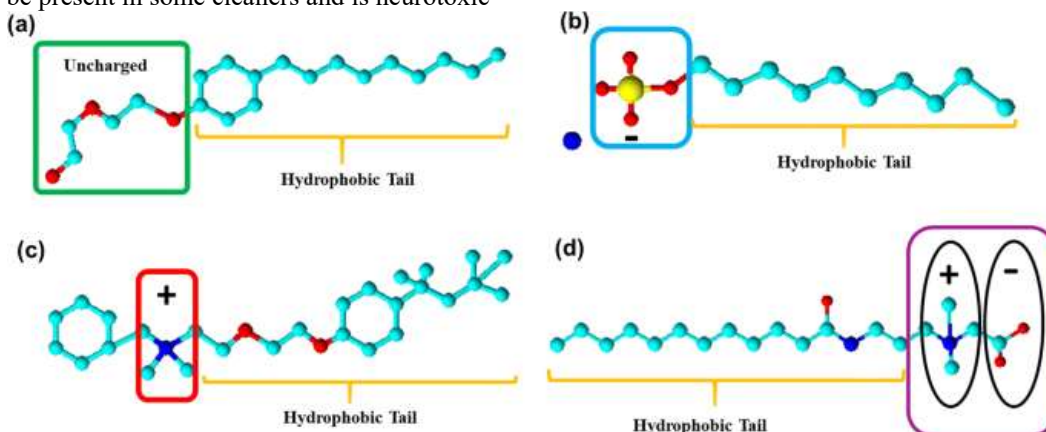 be present in some cleaners and is neurotoxic
(a)
Uncharged
Hydrophobic Tail
(b)
-
Hydrophobic Tail
(c)
+
Hydrophobic Tail
(d)
+ -
Hydrophobic Tail